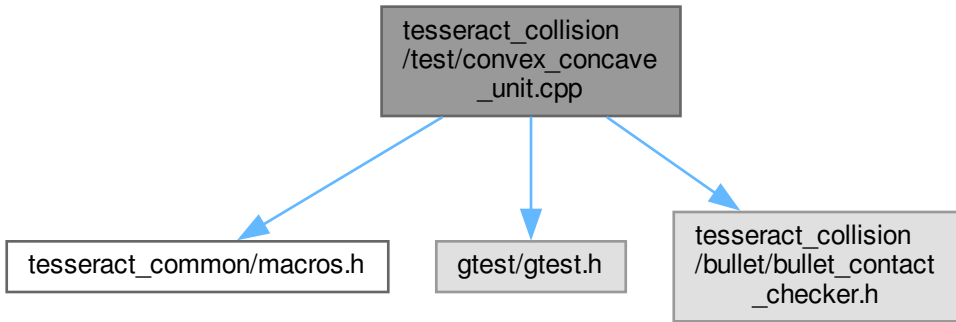 tesseract_collision
/test/convex_concave
_unit.cpp
tesseract_common/macros.h
gtest/gtest.h
tesseract_collision
/bullet/bullet_contact
_checker.h